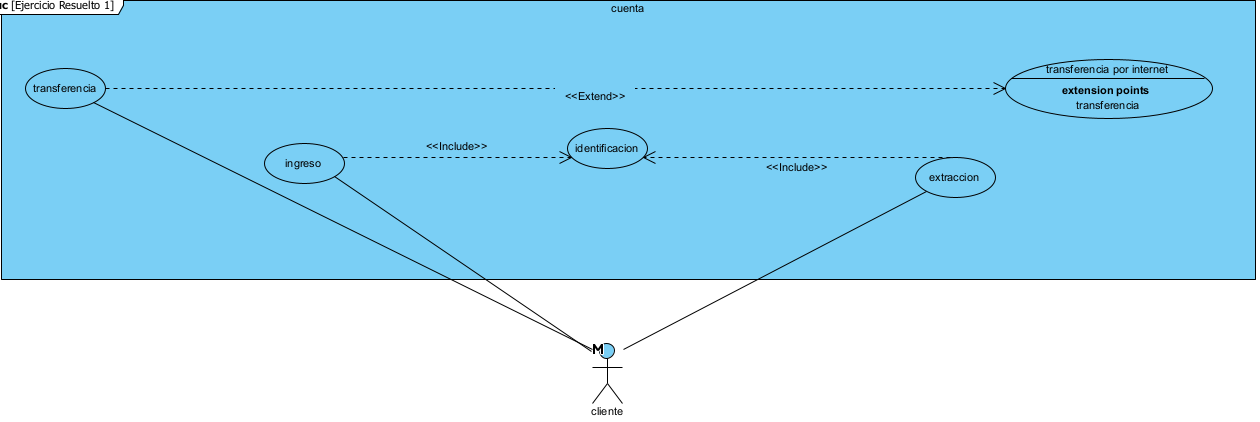 uc [Ejercicio Resuelto 1]
cuenta
transferencia
<<Extend>>
transferencia por internet
extension points
transferencia
ingreso
<<Include>>
identificacion
<<Include>>
extraccion
M
cliente